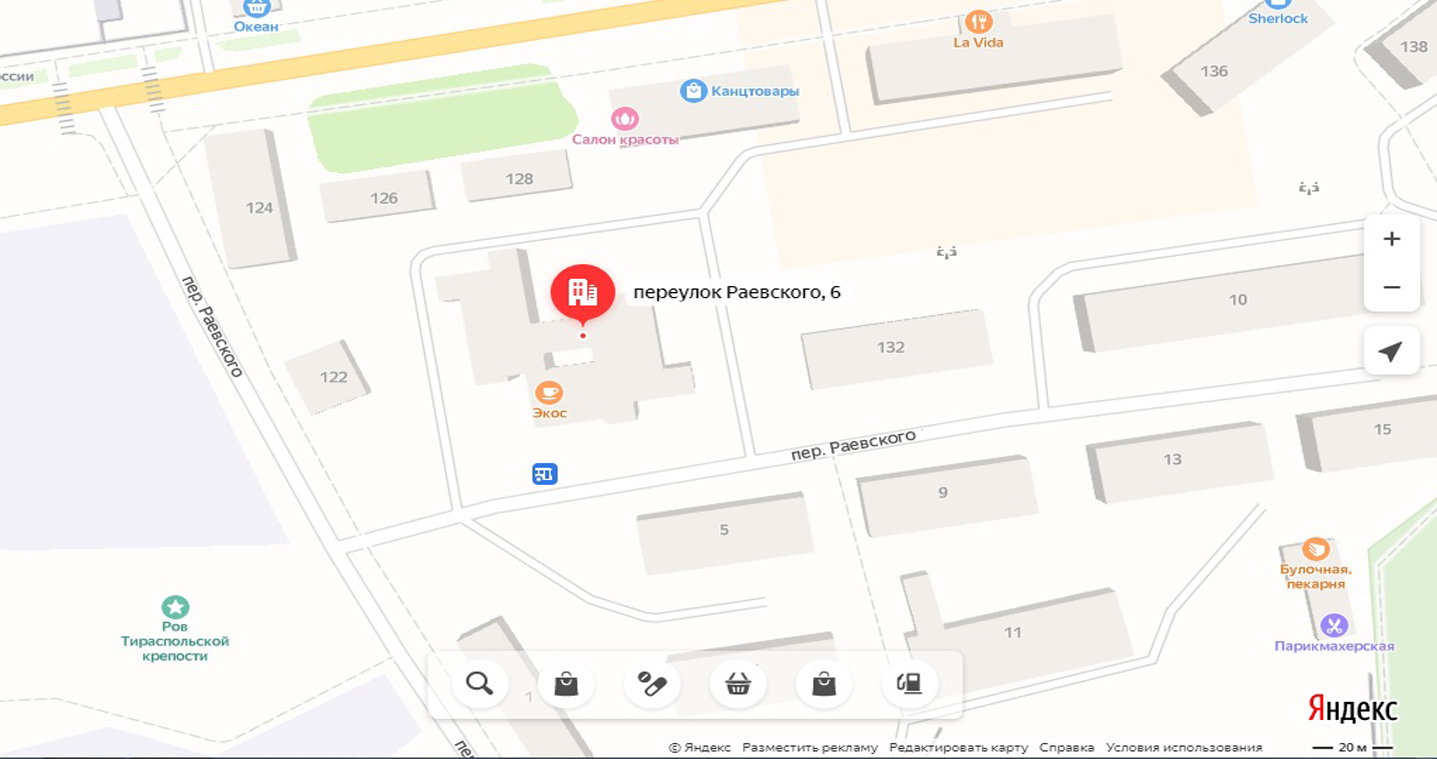 Океан
La Vida
Sherlock
138
136
ссии
Канцтовары
Салон красоты
128
126
124
пер. Раевского
переулок Раевского, 6
10
132
122
Экос
пер. Раевского
15
13
9
5
Булочная,
пекарня
Ров
Тираспольской
крепости
11
Парикмахерская
1
пе
Яндекс
© Яндекс Разместить рекламу Редактировать карту Справка Условия использования
20 м